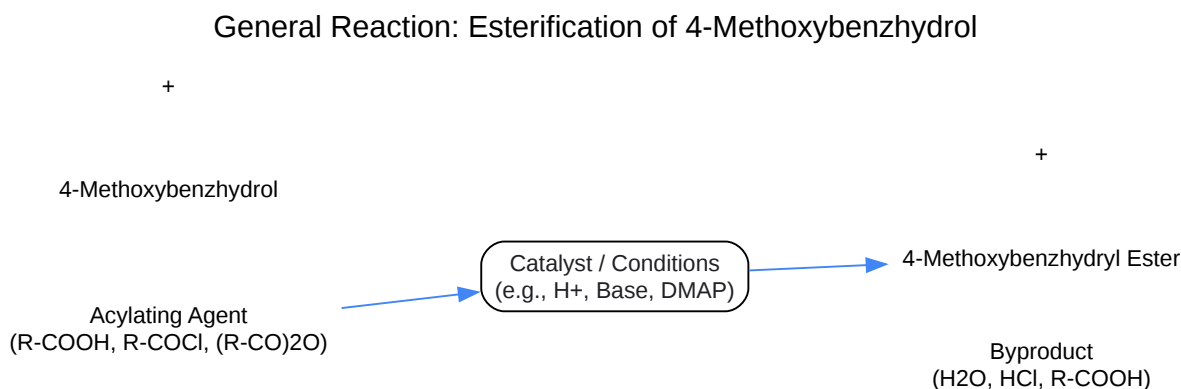 General Reaction: Esterification of 4-Methoxybenzhydrol
+
4-Methoxybenzhydrol
Acylating Agent
(R-COOH, R-COCl, (R-CO)2O)
Catalyst / Conditions
(e.g., H+, Base, DMAP)
+
4-Methoxybenzhydryl Ester
Byproduct
(H2O, HCl, R-COOH)